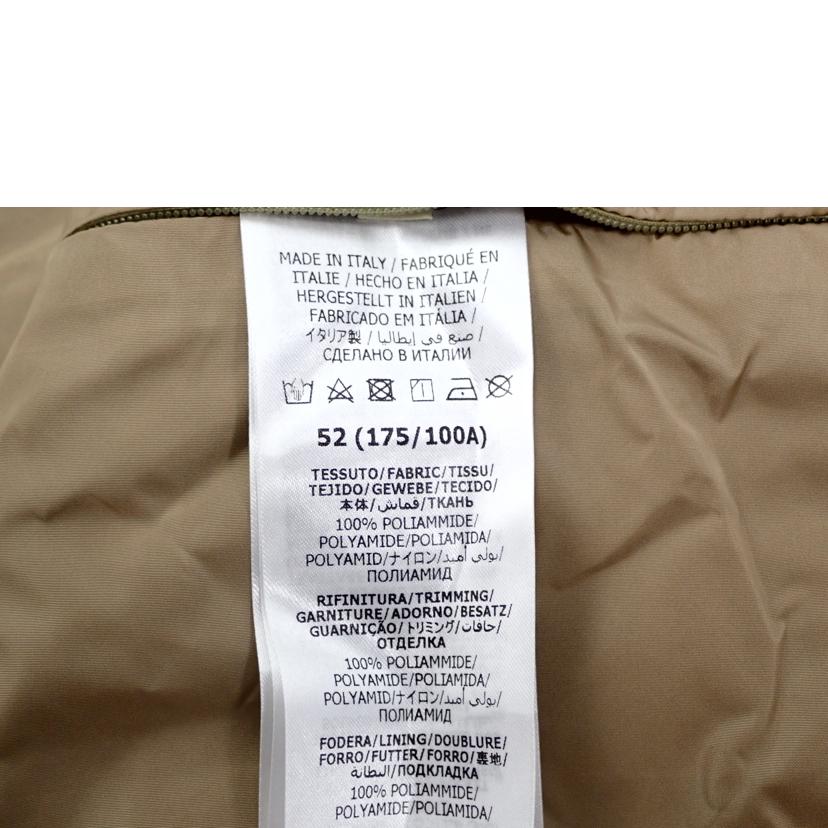 MADE IN ITALY / FABRIQUÉ EN
ITALIE / HECHO EN ITALIA /
HERGESTELLT IN ITALIEN /
FABRICADO EM ITÁLIA /
イタリア製 / صنع في ايطاليا /
СДЕЛАНО В ИТАЛИИ
52 (175/100A)
TESSUTO/FABRIC/TISSU/
TEJIDO/GEWEBE/TECIDO/
本体/قماش/ТКАНЬ
100% POLIAMMIDE/
POLYAMIDE/POLIAMIDA/
POLYAMID/ナイロン/بولي أميد/
ПОЛИАМИД
RIFINITURA/TRIMMING/
GARNITURE/ADORNO/BESATZ/
GUARNIÇÃO/トリミング/حافات/
ОТДЕЛКА
100% POLIAMMIDE/
POLYAMIDE/POLIAMIDA/
POLYAMID/ナイロン/بولي أميد/
ПОЛИАМИД
FODERA/LINING/DOUBLURE/
FORRO/FUTTER/FORRO/裏地/
البطانة/ПОДКЛАДКА
100% POLIAMMIDE/
POLYAMIDE/POLIAMIDA/